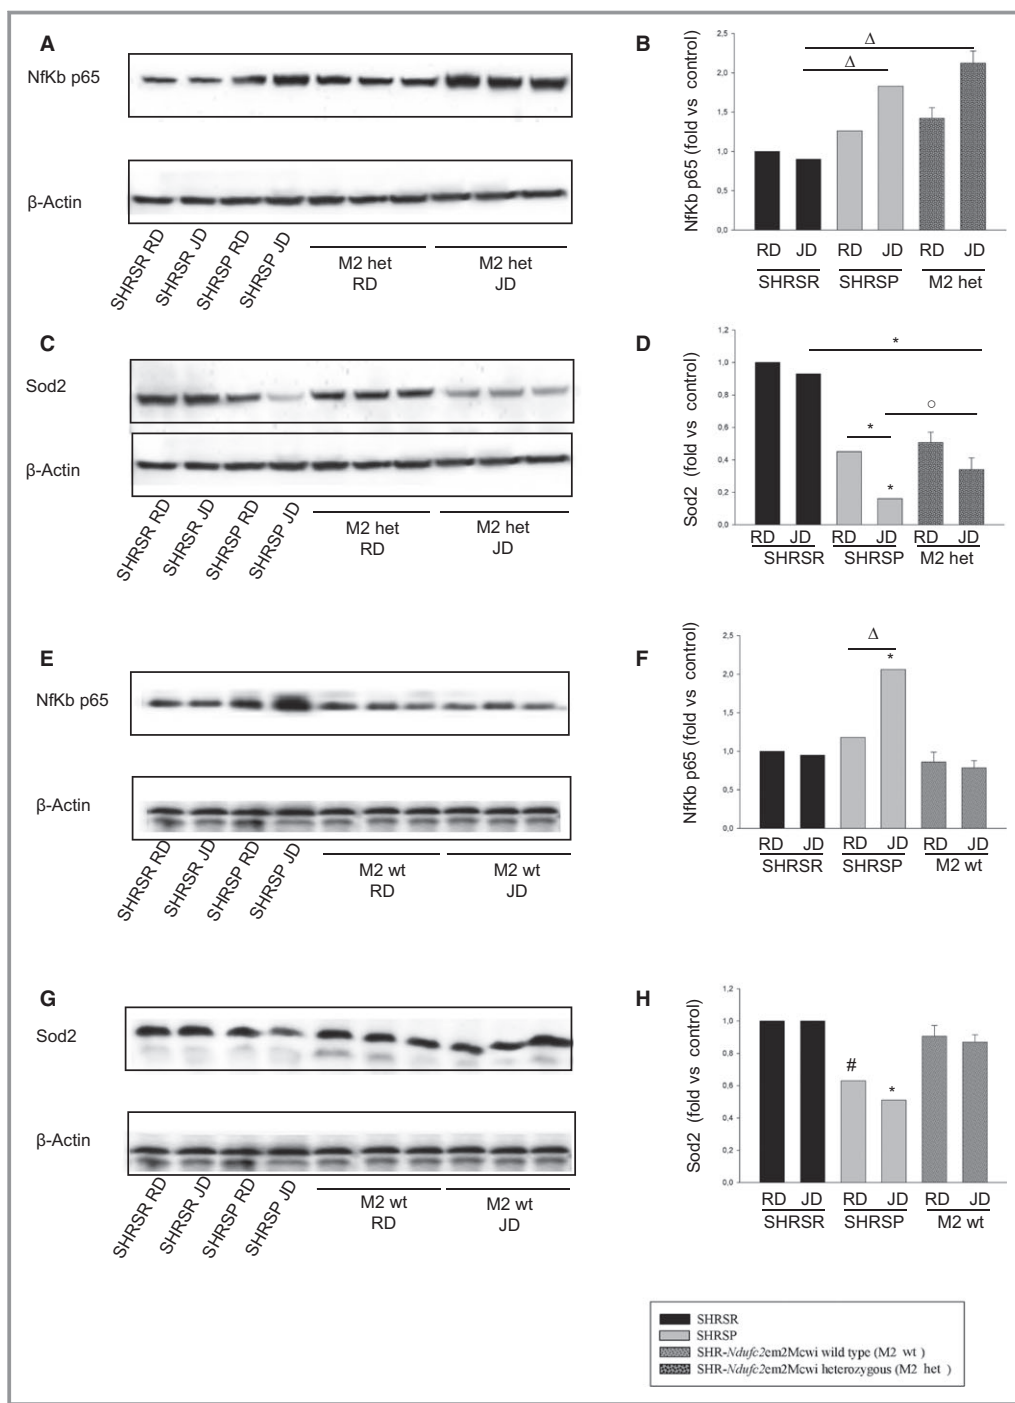 A
NfKb p65
β-Actin
SHRSR RD
SHRSR JD
SHRSP RD
SHRSP JD
M2 het
RD
M2 het
JD
B
NfKb p65 (fold vs control)
2,5
2,0
1,5
1,0
0,5
0,0
Δ
Δ
RD JD RD JD RD JD
SHRSR SHRSP M2 het
C
Sod2
β-Actin
SHRSR RD
SHRSR JD
SHRSP RD
SHRSP JD
M2 het
RD
M2 het
JD
D
Sod2 (fold vs control)
1,2
1,0
0,8
0,6
0,4
0,2
0,0
*
○
*
*
RD JD RD JD RD JD
SHRSR SHRSP M2 het
E
NfKb p65
β-Actin
SHRSR RD
SHRSR JD
SHRSP RD
SHRSP JD
M2 wt
RD
M2 wt
JD
F
NfKb p65 (fold vs control)
2,5
2,0
1,5
1,0
0,5
0,0
Δ
*
RD JD RD JD RD JD
SHRSR SHRSP M2 wt
G
Sod2
β-Actin
SHRSR RD
SHRSR JD
SHRSP RD
SHRSP JD
M2 wt
RD
M2 wt
JD
H
Sod2 (fold vs control)
1,2
1,0
0,8
0,6
0,4
0,2
0,0
#
*
RD JD RD JD RD JD
SHRSR SHRSP M2 wt
SHRSR
SHRSP
SHR-Ndufc2em2Mcwi wild type (M2 wt )
SHR-Ndufc2em2Mcwi heterozygous (M2 het )